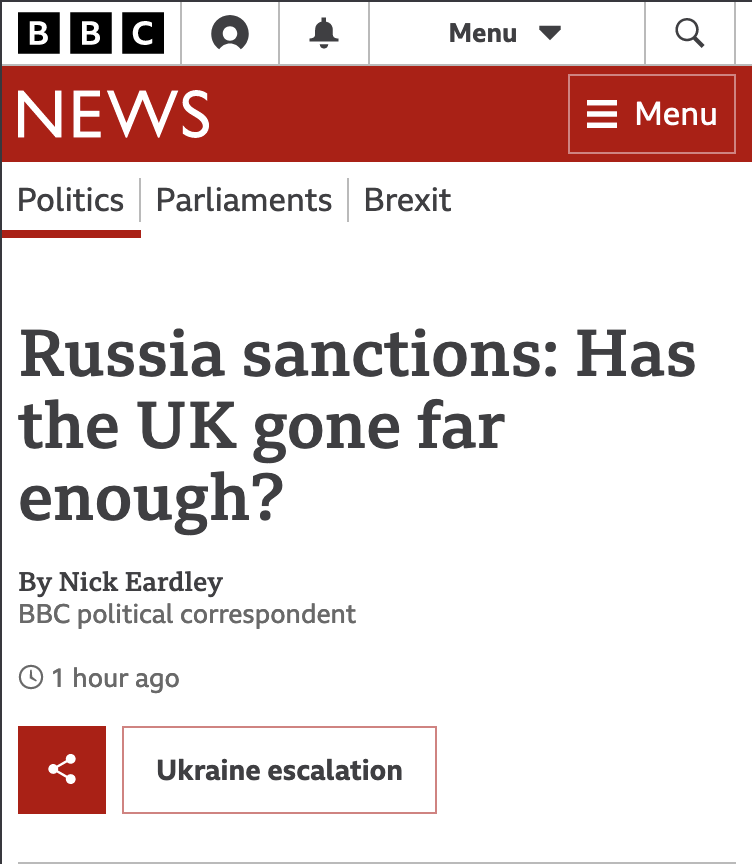 BBC
Menu
NEWS
Menu
Politics
Parliaments
Brexit
Russia sanctions: Has
the UK gone far
enough?
By Nick Eardley
BBC political correspondent
1 hour ago
Ukraine escalation